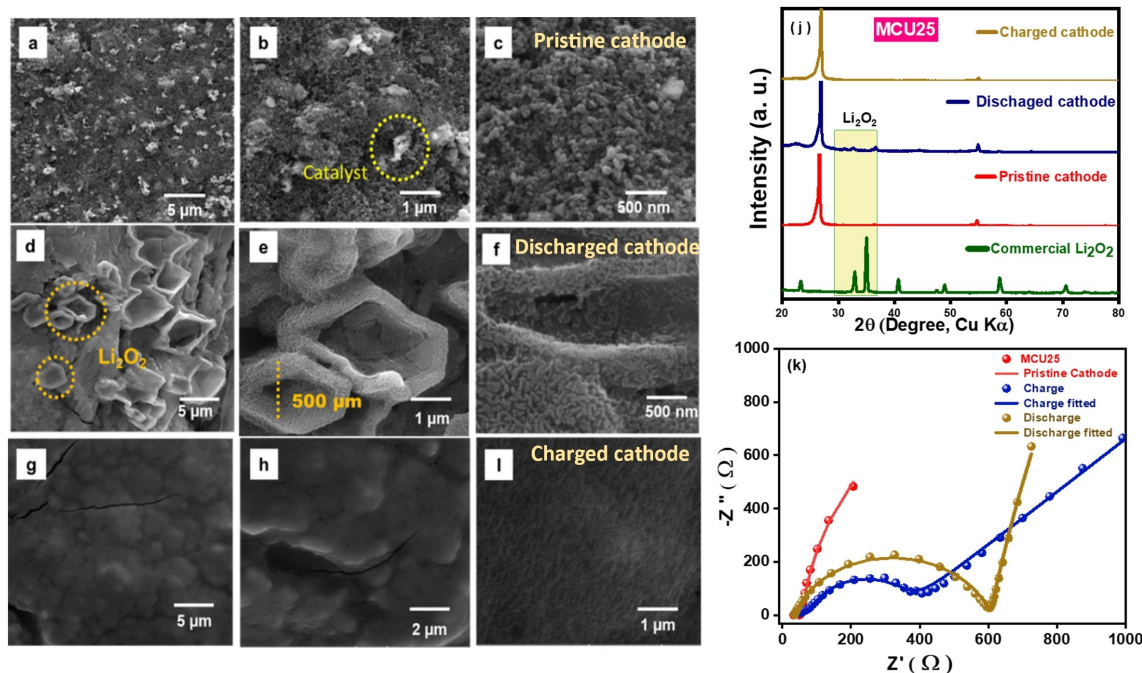 a
b
c
Pristine cathode
Catalyst
5 µm
1 µm
500 nm
d
e
f
Discharged cathode
Li₂O₂
500 µm
5 µm
1 µm
500 nm
g
h
I
Charged cathode
5 µm
2 µm
1 µm
(j)
MCU25
Charged cathode
Dischaged cathode
Li₂O₂
Pristine cathode
Commercial Li₂O₂
Intensity (a. u.)
20 30 40 50 60 70 80
2θ (Degree, Cu Kα)
(k)
MCU25
Pristine Cathode
Charge
Charge fitted
Discharge
Discharge fitted
1000
800
600
400
200
0
-Z'' (Ω)
0 200 400 600 800 1000
Z' (Ω)